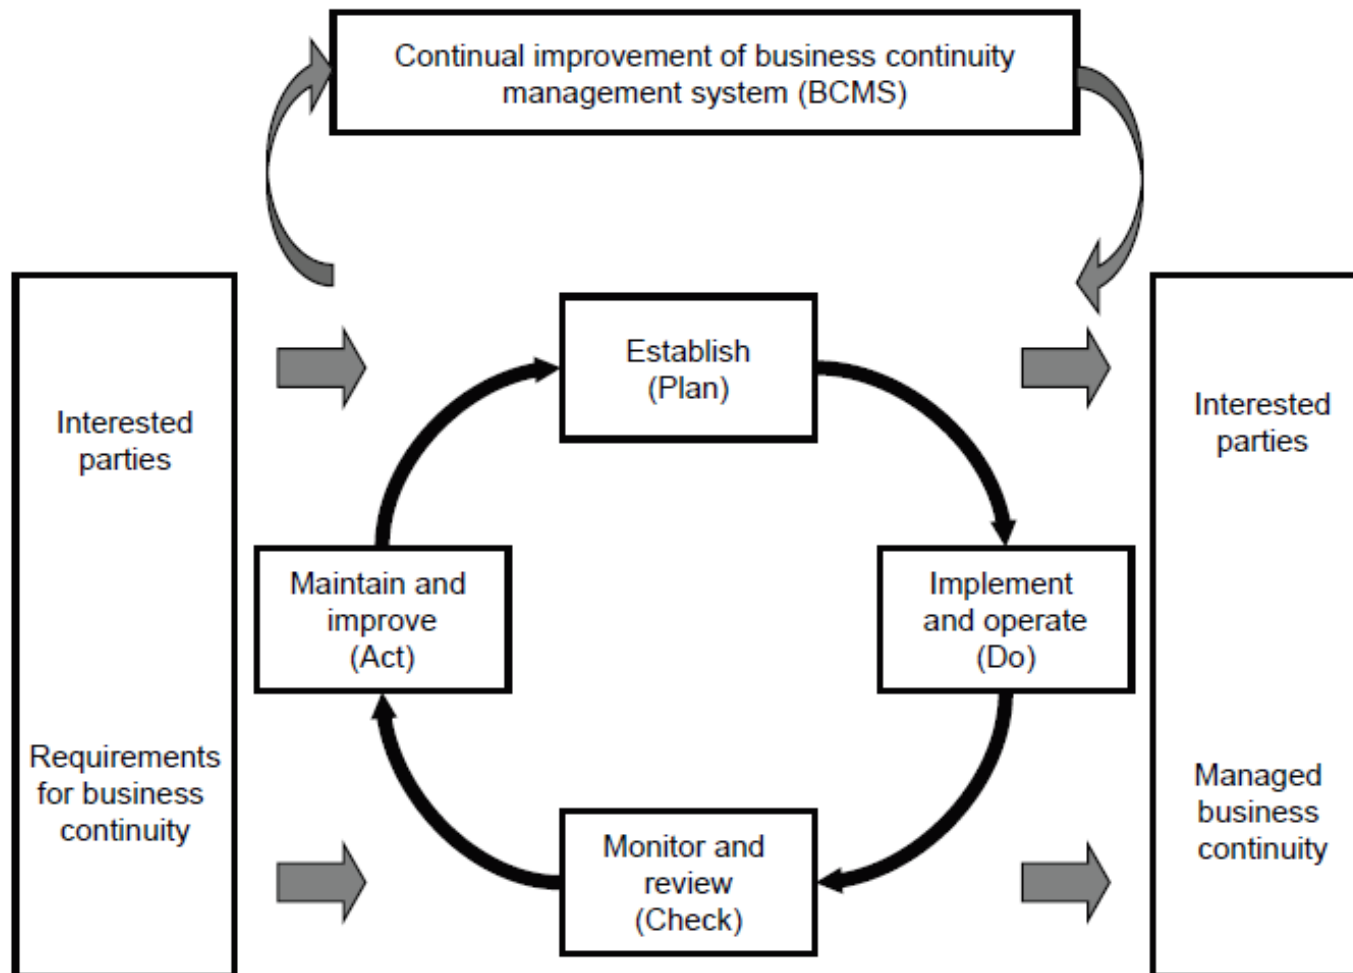 Continual improvement of business continuity
management system (BCMS)
Establish
(Plan)
Interested
parties
Interested
parties
Maintain and
improve
(Act)
Implement
and operate
(Do)
Requirements
for business
continuity
Managed
business
continuity
Monitor and
review
(Check)